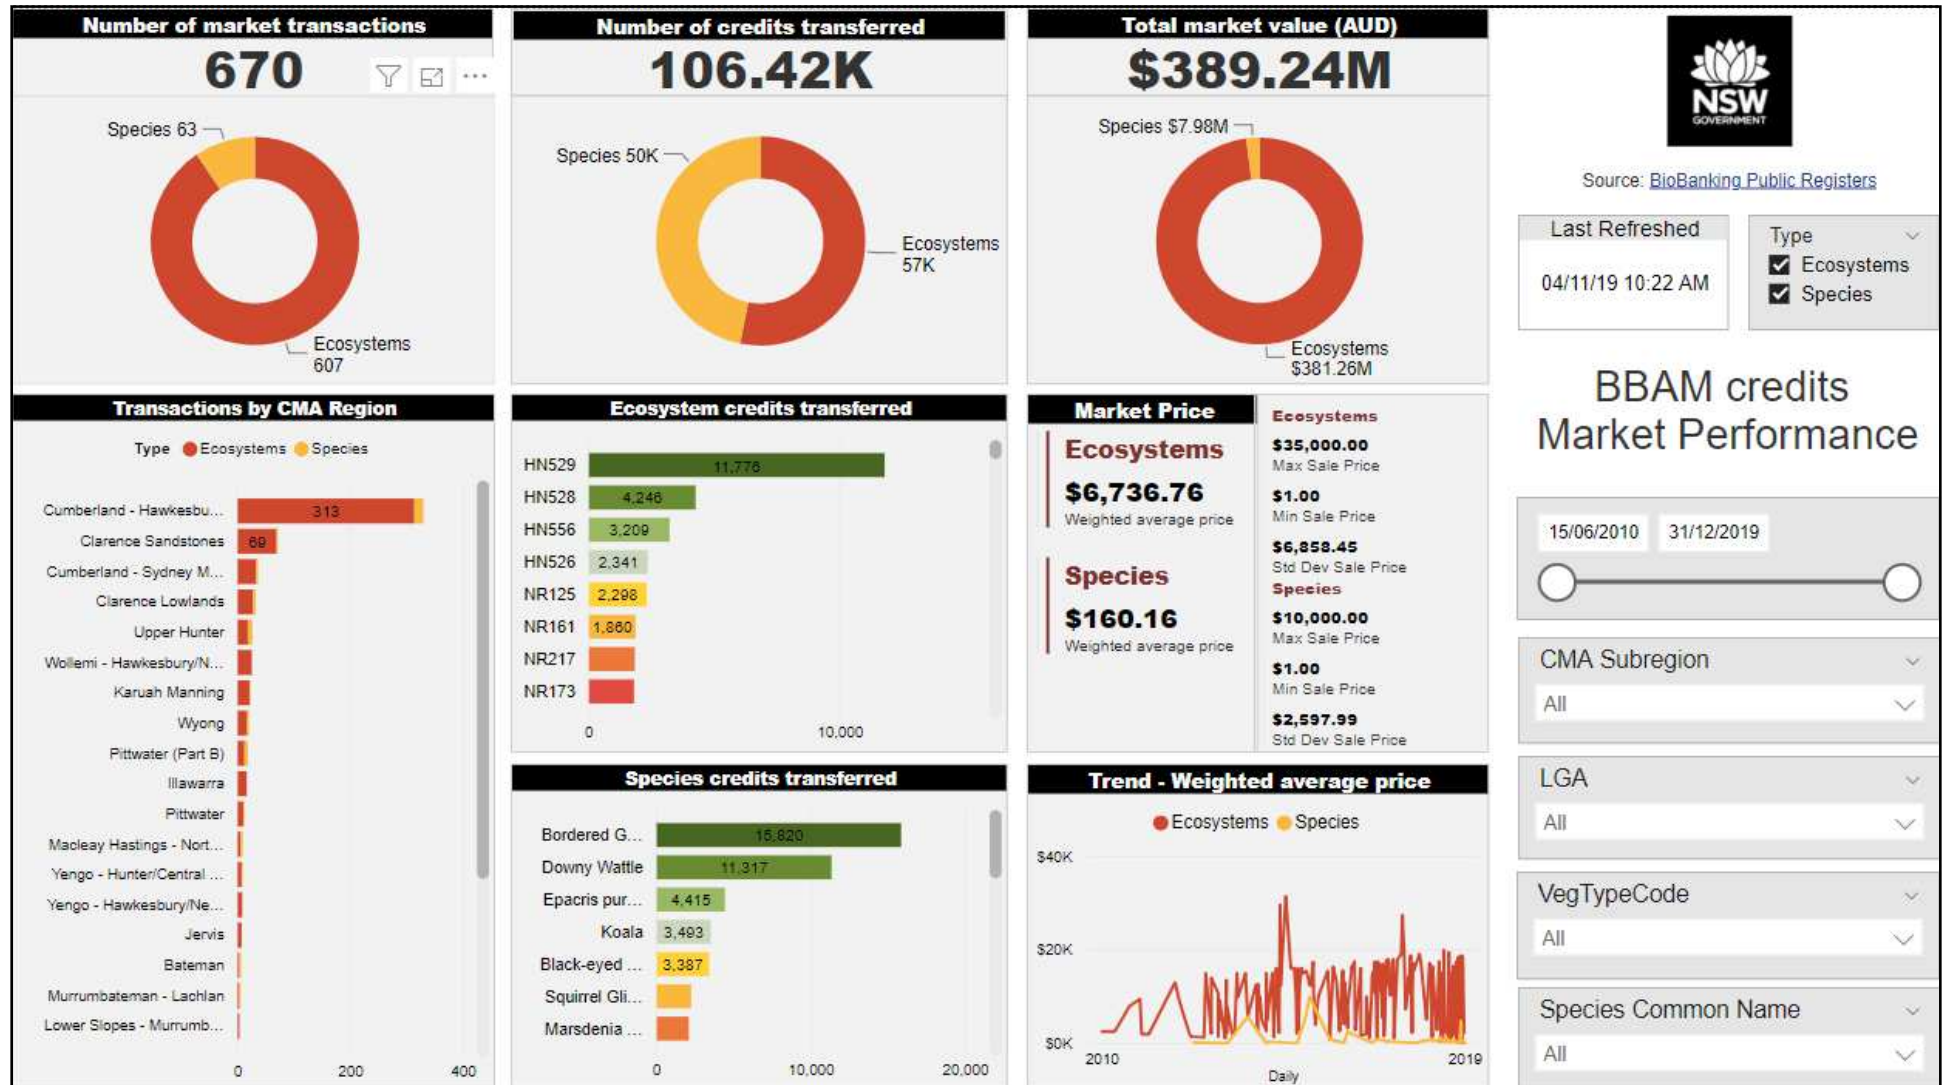 Number of market transactions
670
Species 63
Ecosystems
607
Number of credits transferred
106.42K
Species 50K
Ecosystems
57K
Total market value (AUD)
$389.24M
Species $7.98M
Ecosystems
$381.26M
NSW
GOVERNMENT
Source: BioBanking Public Registers
Last Refreshed
04/11/19 10:22 AM
Type
Ecosystems
Species
BBAM credits
Market Performance
15/06/2010 31/12/2019
CMA Subregion
All
LGA
All
VegTypeCode
All
Species Common Name
All
Transactions by CMA Region
Type Ecosystems Species
Cumberland - Hawkesbu... 313
Clarence Sandstones 69
Cumberland - Sydney M...
Clarence Lowlands
Upper Hunter
Wollemi - Hawkesbury/N...
Karuah Manning
Wyong
Pittwater (Part B)
Illawarra
Pittwater
Macleay Hastings - Nort...
Yengo - Hunter/Central ...
Yengo - Hawkesbury/Ne...
Jervis
Bateman
Murrumbateman - Lachlan
Lower Slopes - Murrumb...
0 200 400
Ecosystem credits transferred
HN529 11,776
HN528 4,246
HN556 3,209
HN526 2,341
NR125 2,298
NR161 1,860
NR217
NR173
0 10,000
Species credits transferred
Bordered G... 15,820
Downy Wattle 11,317
Epacris pur... 4,415
Koala 3,493
Black-eyed ... 3,387
Squirrel Gli...
Marsdenia ...
0 10,000 20,000
Market Price
Ecosystems
$6,736.76
Weighted average price
Species
$160.16
Weighted average price
Ecosystems
$35,000.00
Max Sale Price
$1.00
Min Sale Price
$6,858.45
Std Dev Sale Price
Species
$10,000.00
Max Sale Price
$1.00
Min Sale Price
$2,597.99
Std Dev Sale Price
Trend - Weighted average price
Ecosystems Species
$40K
$20K
$0K
2010 2019
Daily